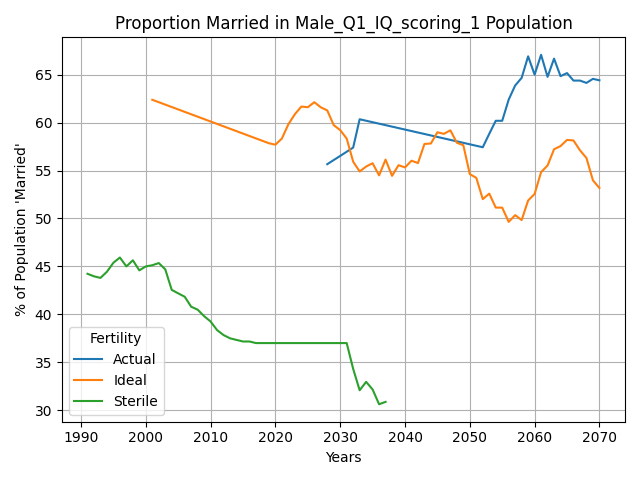 Proportion Married in Male_Q1_IQ_scoring_1 Population
% of Population 'Married'
65
60
55
50
45
40
35
30
Fertility
Actual
Ideal
Sterile
1990 2000 2010 2020 2030 2040 2050 2060 2070
Years